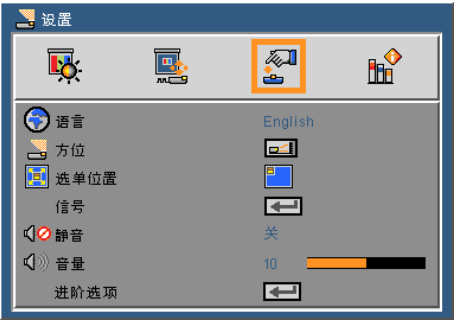 设置
语言 English
方位
选单位置
信号
静音 关
音量 10
进阶选项